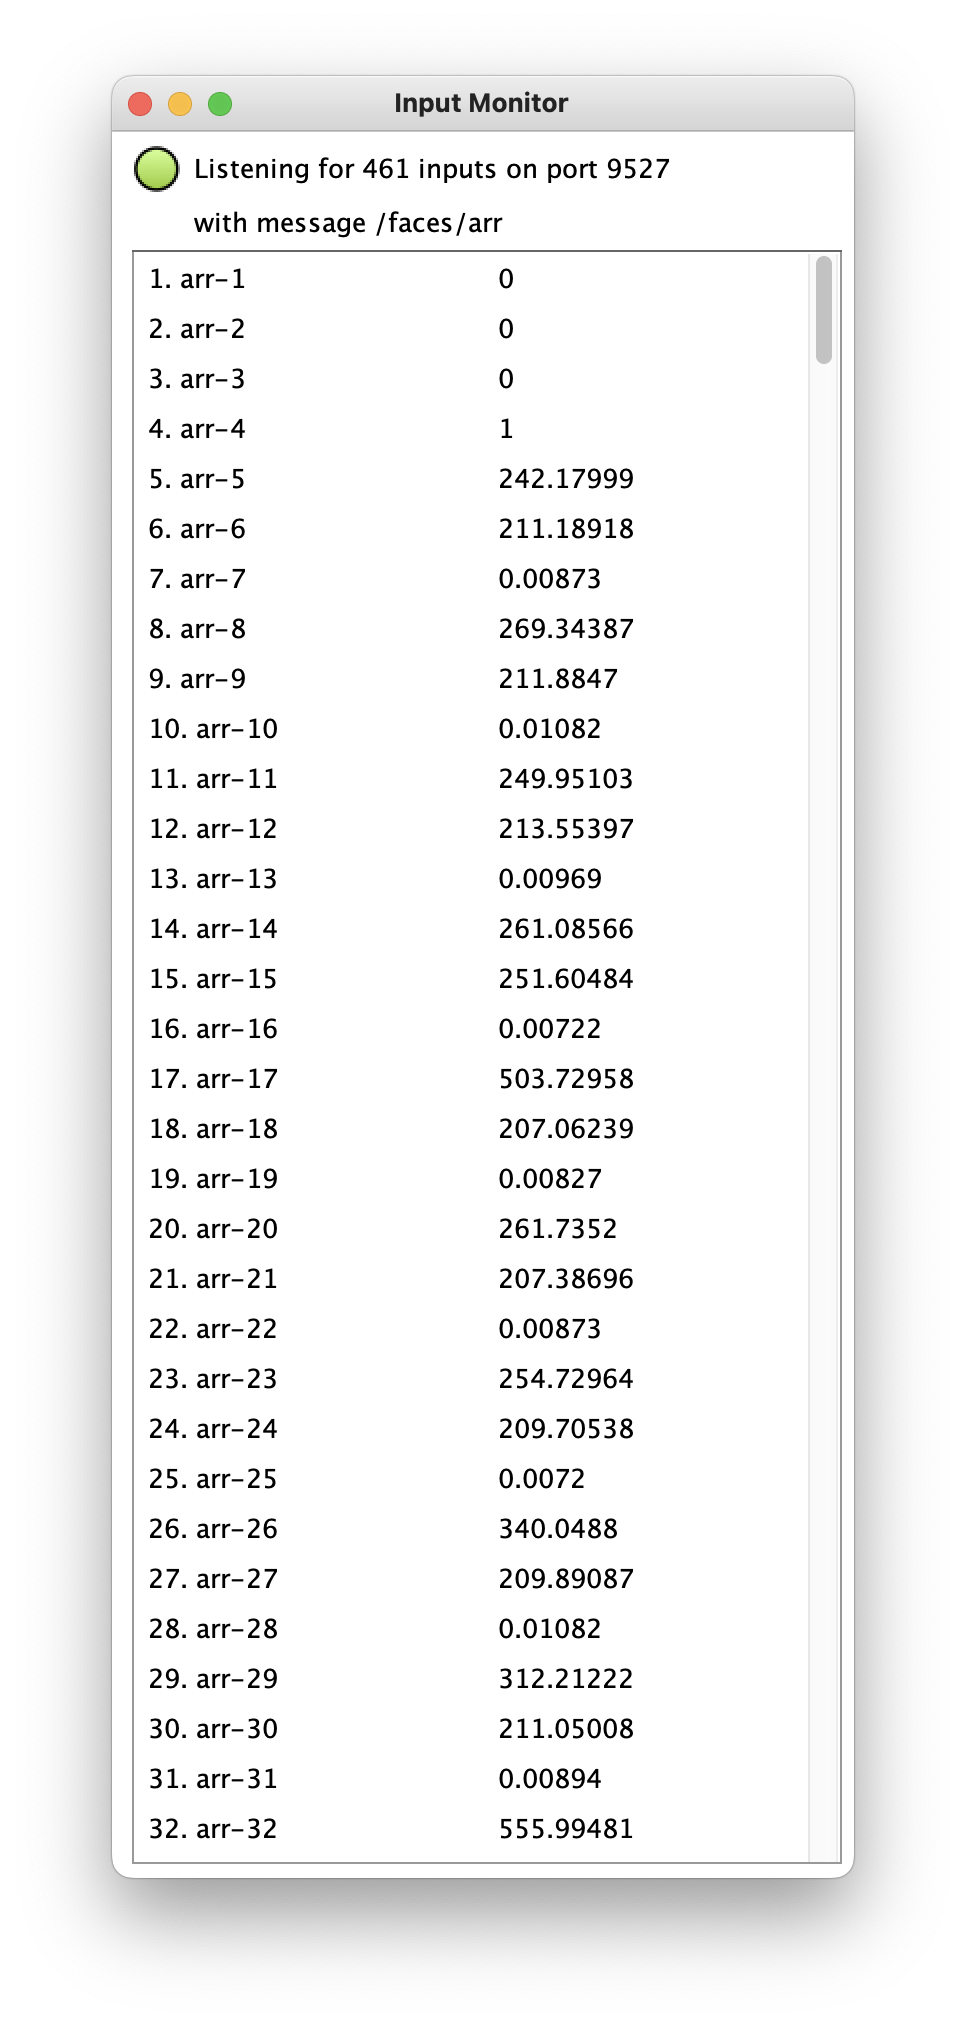 Input Monitor
Listening for 461 inputs on port 9527
with message /faces/arr
1. arr-1 0
2. arr-2 0
3. arr-3 0
4. arr-4 1
5. arr-5 242.17999
6. arr-6 211.18918
7. arr-7 0.00873
8. arr-8 269.34387
9. arr-9 211.8847
10. arr-10 0.01082
11. arr-11 249.95103
12. arr-12 213.55397
13. arr-13 0.00969
14. arr-14 261.08566
15. arr-15 251.60484
16. arr-16 0.00722
17. arr-17 503.72958
18. arr-18 207.06239
19. arr-19 0.00827
20. arr-20 261.7352
21. arr-21 207.38696
22. arr-22 0.00873
23. arr-23 254.72964
24. arr-24 209.70538
25. arr-25 0.0072
26. arr-26 340.0488
27. arr-27 209.89087
28. arr-28 0.01082
29. arr-29 312.21222
30. arr-30 211.05008
31. arr-31 0.00894
32. arr-32 555.99481